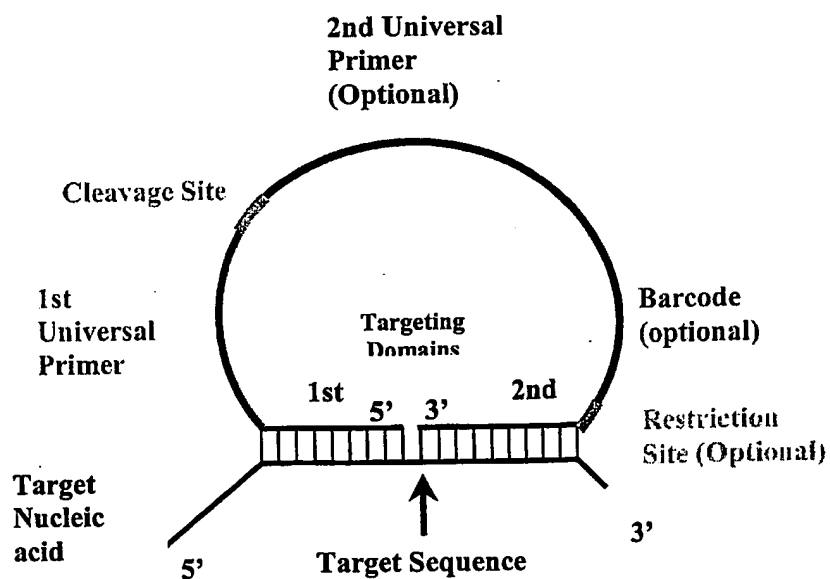 2nd Universal
Primer
(Optional)
Cleavage Site
1st
Universal
Primer
Targeting
Domains
Barcode
(optional)
1st
5’
3’
2nd
Restriction
Site (Optional)
Target
Nucleic
acid
5’
Target Sequence
3’